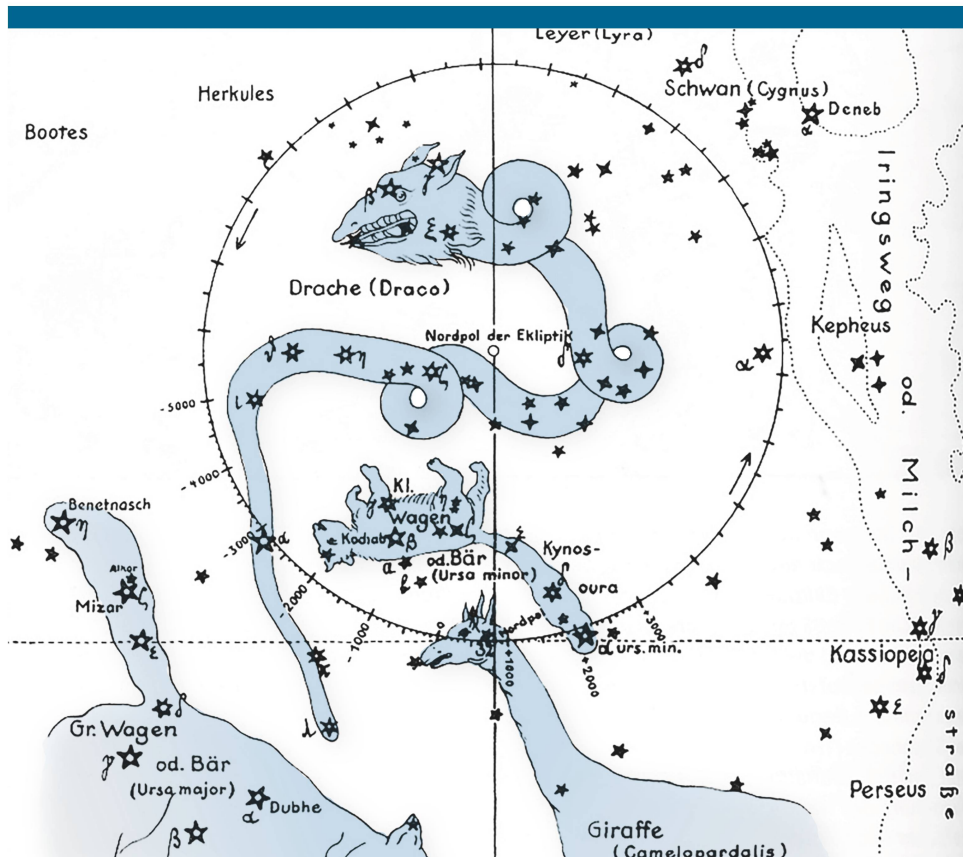 Leyer (Lyra)
δ
Schwan (Cygnus)
Deneb
α
Herkules
Bootes
Iringsweg od. Milch-straße
β
γ
ξ
Drache (Draco)
Nordpol der Ekliptik
δ
Kepheus
α
η
ζ
ι
-5000
-4000
-3000
α
-2000
-1000
0
+1000
+2000
+3000
Benetnasch
η
Alkor
Mizar
ζ
ε
δ
Kl.
Wagen
γ
η
Kochab
β
od. Bär
(Ursa minor)
a
b
ε
Kynos-
oura
δ
Nordpol
α urs. min.
β
γ
Kassiopeja
δ
ε
κ
λ
Gr. Wagen
γ
od. Bär
(Ursa major)
α
Dubhe
β
Perseus
Giraffe
(Camelopardalis)